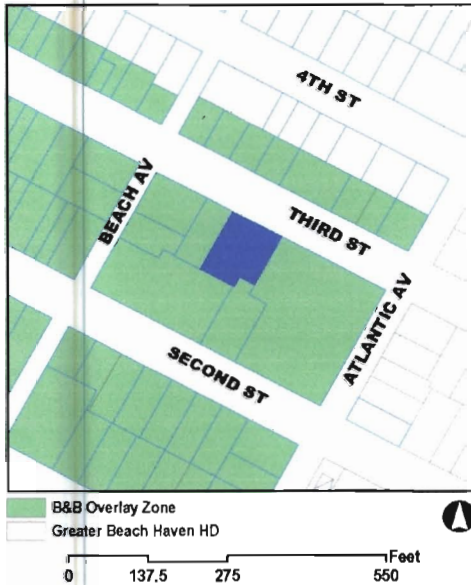 4TH ST
THIRD ST
BEACH AV
ATLANTIC AV
SECOND ST
B&B Overlay Zone
Greater Beach Haven HD
Feet
0 137.5 275 550